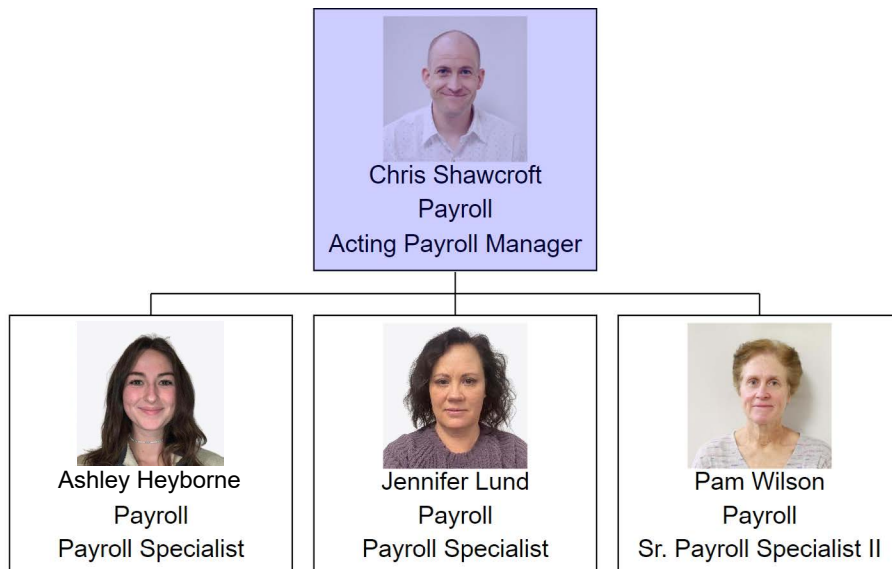 Chris Shawcroft
Payroll
Acting Payroll Manager
Ashley Heyborne
Payroll
Payroll Specialist
Jennifer Lund
Payroll
Payroll Specialist
Pam Wilson
Payroll
Sr. Payroll Specialist II